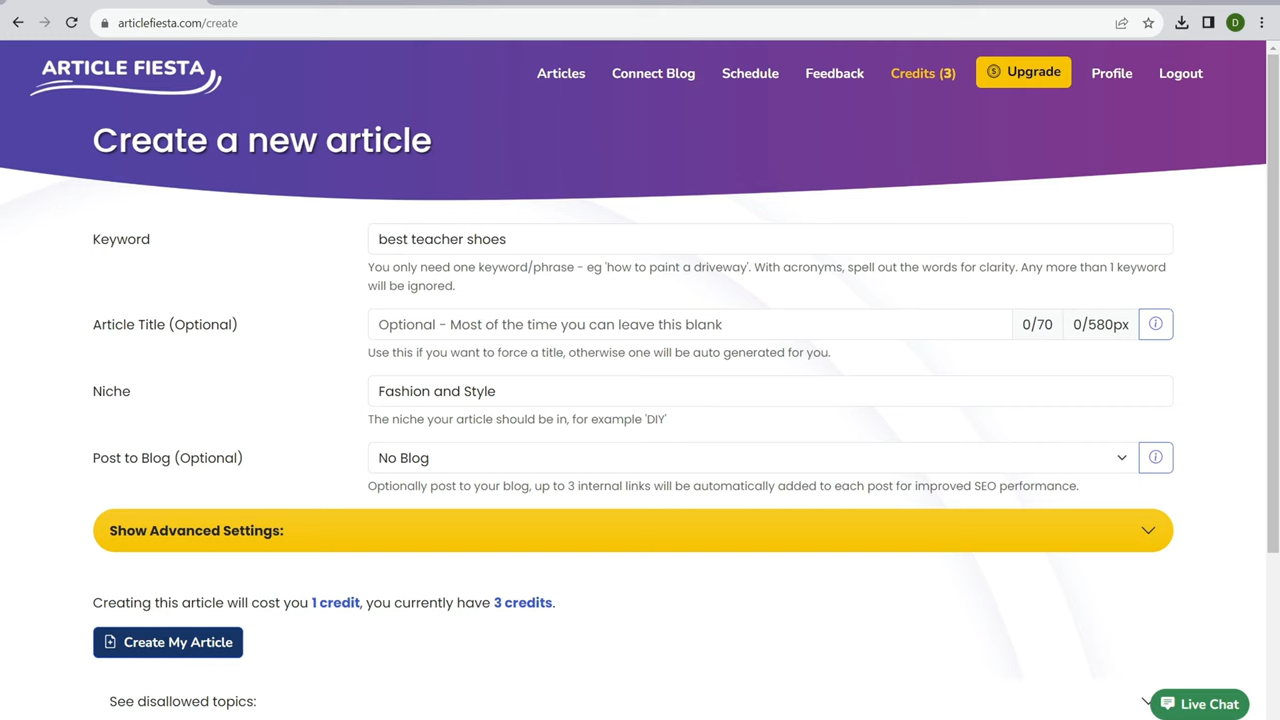 articlefiesta.com/create
D
ARTICLE FIESTA
Articles
Connect Blog
Schedule
Feedback
Credits (3)
Upgrade
Profile
Logout
Create a new article
Keyword
best teacher shoes
You only need one keyword/phrase - eg 'how to paint a driveway'. With acronyms, spell out the words for clarity. Any more than 1 keyword
will be ignored.
Article Title (Optional)
Optional - Most of the time you can leave this blank
0/70
0/580px
Use this if you want to force a title, otherwise one will be auto generated for you.
Niche
Fashion and Style
The niche your article should be in, for example 'DIY'
Post to Blog (Optional)
No Blog
Optionally post to your blog, up to 3 internal links will be automatically added to each post for improved SEO performance.
Show Advanced Settings:
Creating this article will cost you 1 credit, you currently have 3 credits.
Create My Article
See disallowed topics:
Live Chat